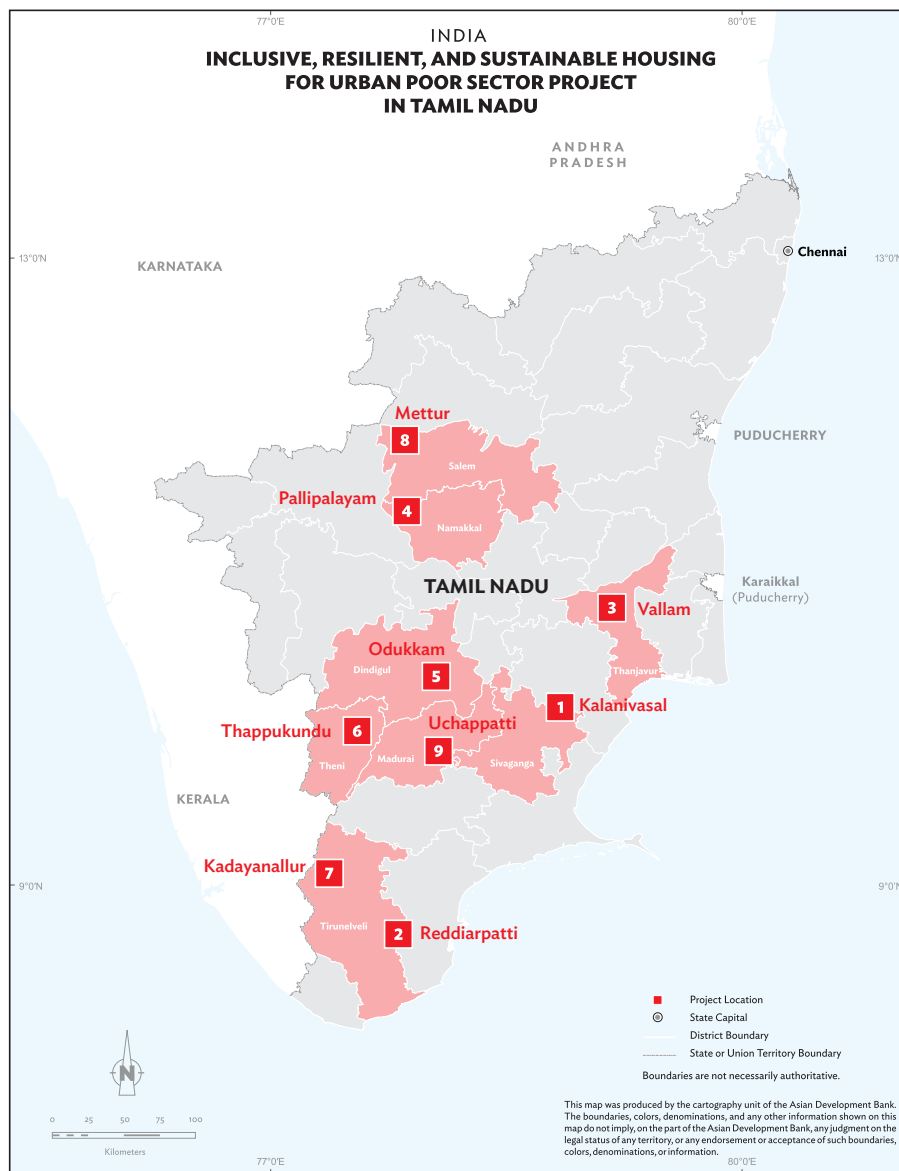 77°0'E
80°0'E
INDIA
INCLUSIVE, RESILIENT, AND SUSTAINABLE HOUSING
FOR URBAN POOR SECTOR PROJECT
IN TAMIL NADU
ANDHRA
PRADESH
13°0'N
KARNATAKA
Chennai
13°0'N
Mettur
8
PUDUCHERRY
Salem
Pallipalayam
4
Namakkal
TAMIL NADU
Karaikkal
(Puducherry)
3
Vallam
Odukkam
Dindigul
5
Thanjavur
1
Kalanivasal
Thappukundu
6
Uchappatti
9
Theni
Madurai
Sivaganga
KERALA
Kadayanallur
7
9°0'N
9°0'N
Tirunelveli
2
Reddiarpatti
Project Location
State Capital
District Boundary
State or Union Territory Boundary
Boundaries are not necessarily authoritative.
N
0 25 50 75 100
Kilometers
This map was produced by the cartography unit of the Asian Development Bank.
The boundaries, colors, denominations, and any other information shown on this
map do not imply, on the part of the Asian Development Bank, any judgment on the
legal status of any territory, or any endorsement or acceptance of such boundaries,
colors, denominations, or information.
77°0'E
80°0'E